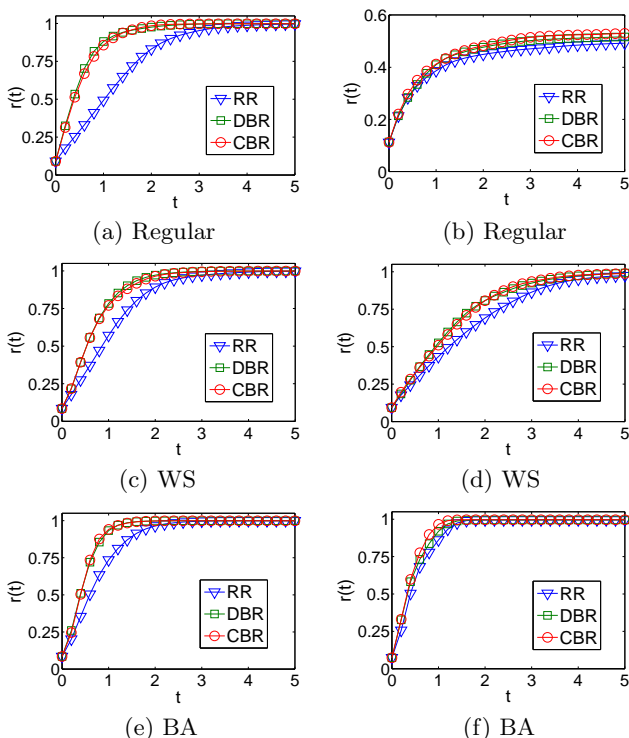 1
0.75
0.5
0.25
0
r(t)
RR
DBR
CBR
0 1 2 3 4 5
t
(a) Regular
0.6
0.4
0.2
0
r(t)
RR
DBR
CBR
0 1 2 3 4 5
t
(b) Regular
1
0.75
0.5
0.25
0
r(t)
RR
DBR
CBR
0 1 2 3 4 5
t
(c) WS
1
0.75
0.5
0.25
0
r(t)
RR
DBR
CBR
0 1 2 3 4 5
t
(d) WS
1
0.75
0.5
0.25
0
r(t)
RR
DBR
CBR
0 1 2 3 4 5
t
(e) BA
1
0.75
0.5
0.25
0
r(t)
RR
DBR
CBR
0 1 2 3 4 5
t
(f) BA